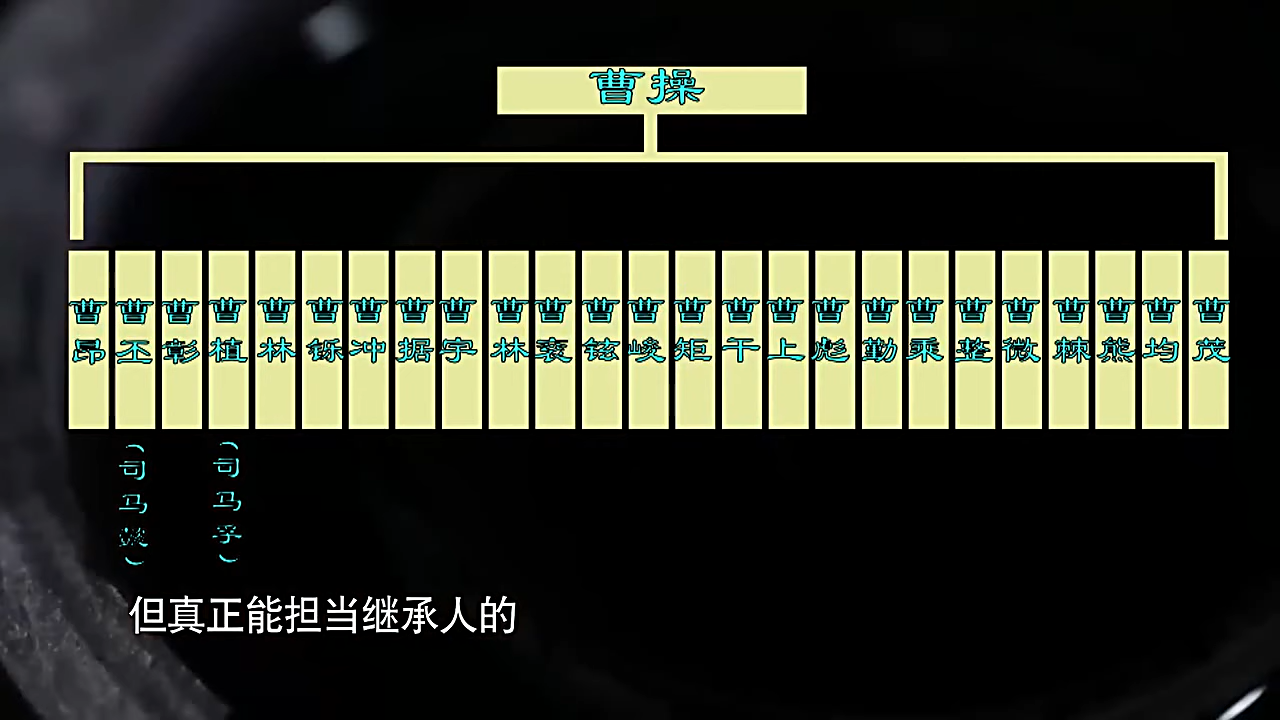 曹操
曹昂
曹丕
曹彰
曹植
曹林
曹铄
曹冲
曹据
曹宇
曹林
曹衮
曹铉
曹峻
曹矩
曹干
曹上
曹彪
曹勤
曹乘
曹整
曹微
曹棘
曹熊
曹均
曹茂
（司马懿）
（司马孚）
但真正能担当继承人的